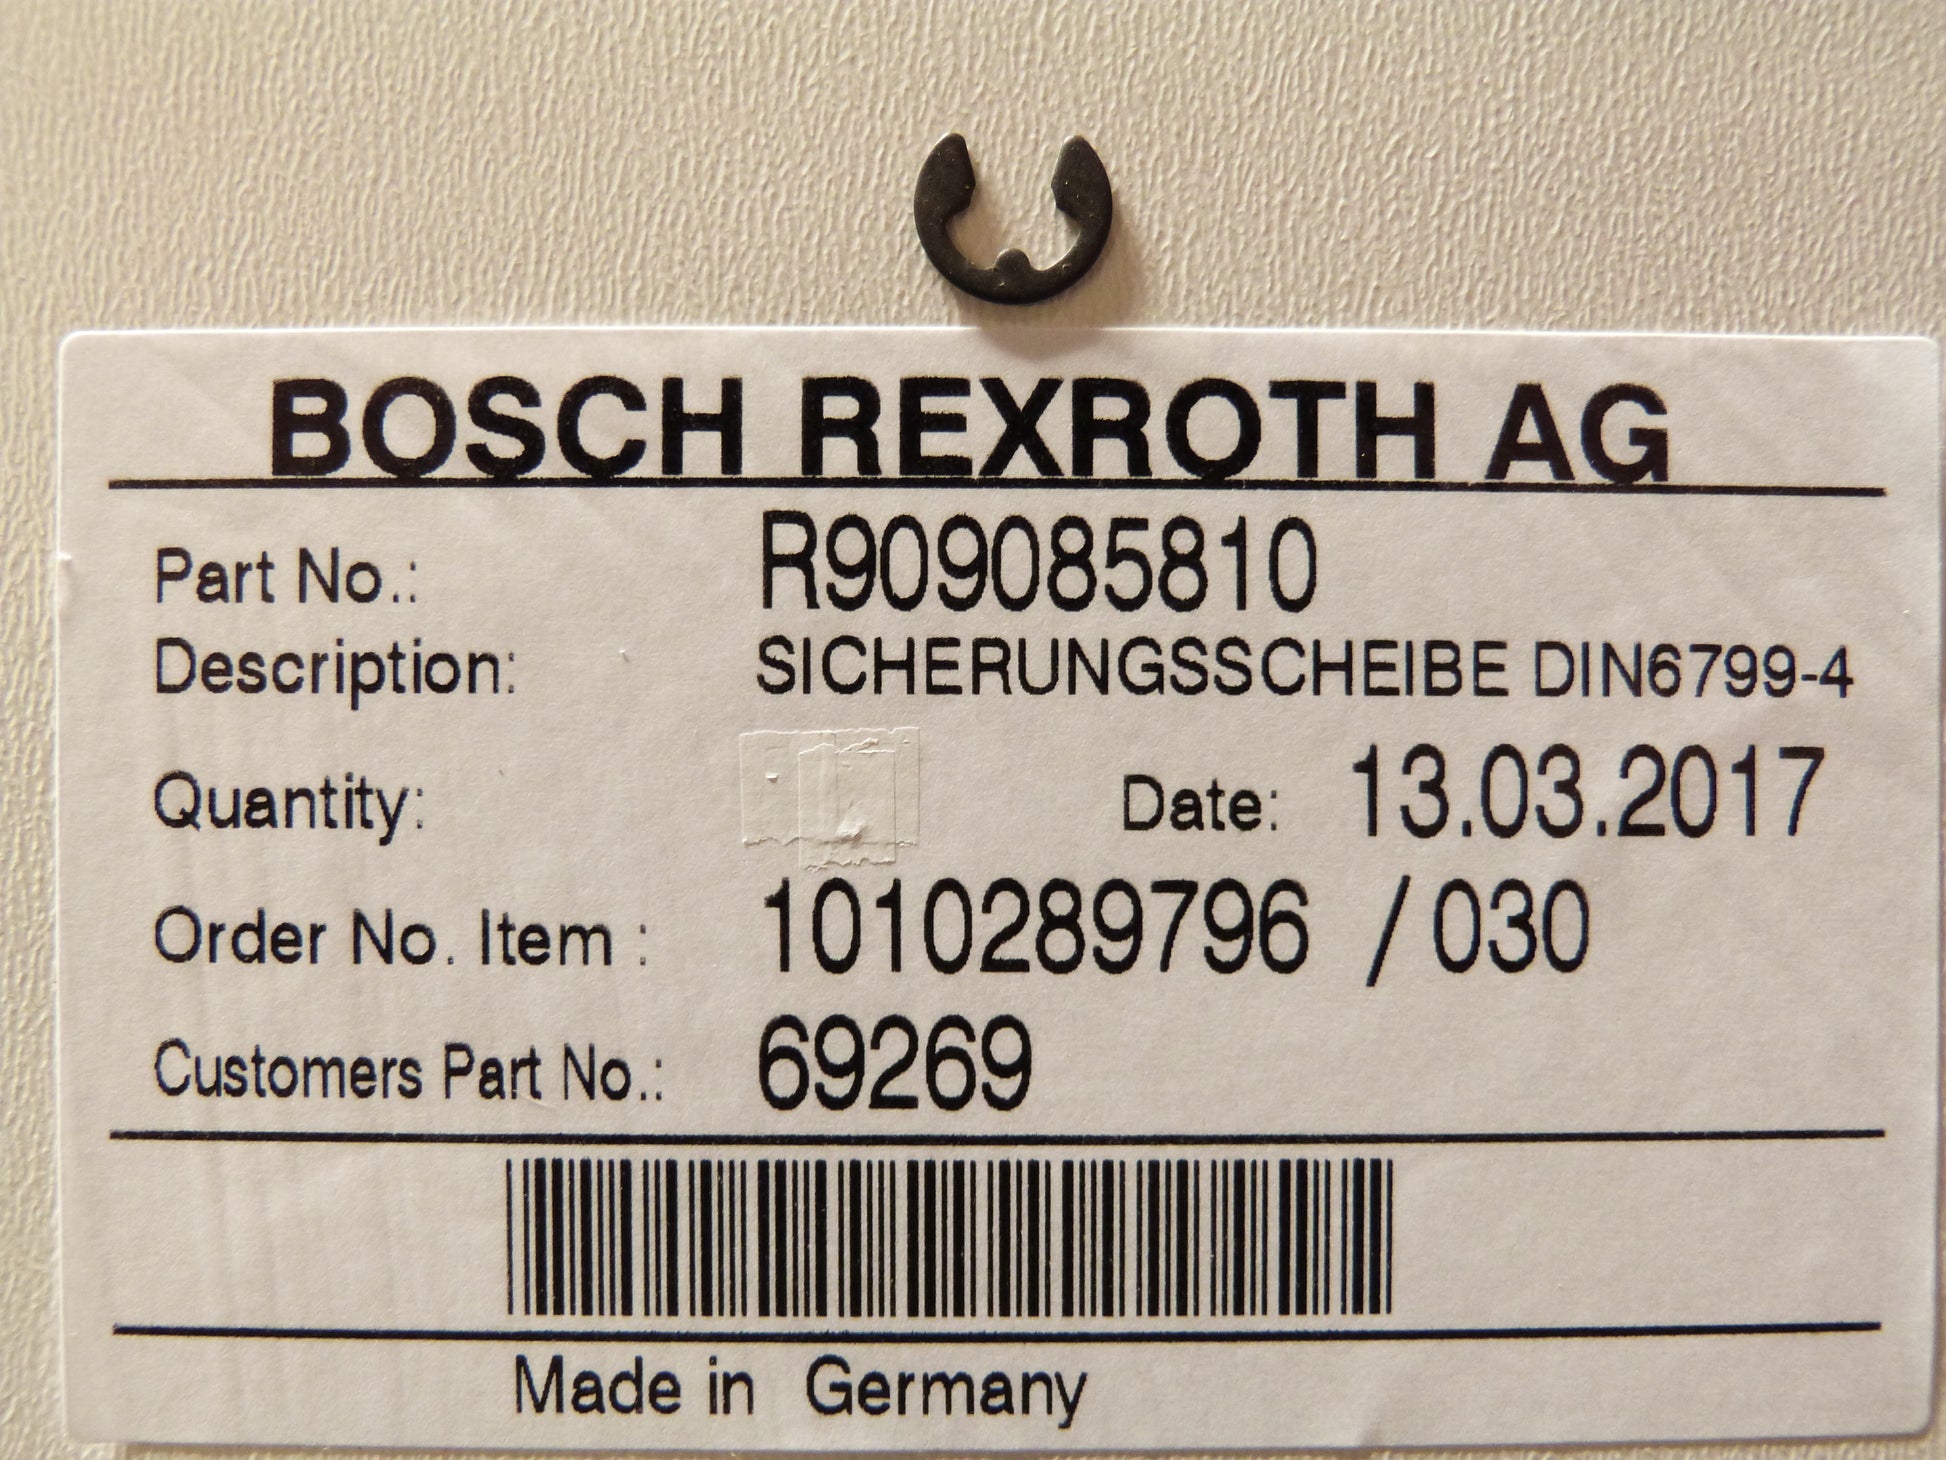 BOSCH REXROTH AG
Part No.: R909085810
Description: SICHERUNGSSCHEIBE DIN6799-4
Quantity: Date: 13.03.2017
Order No. Item : 1010289796 / 030
Customers Part No.: 69269
Made in Germany